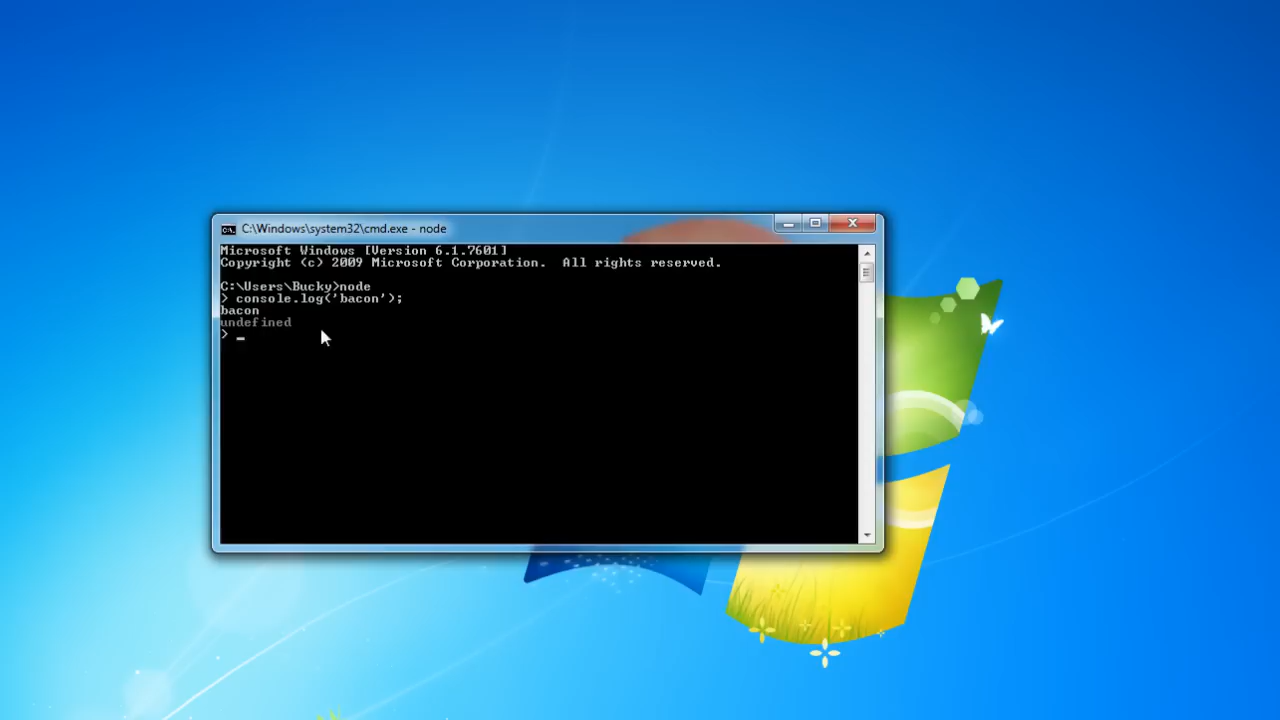 C:\Windows\system32\cmd.exe - node
Microsoft Windows [Version 6.1.7601]
Copyright (c) 2009 Microsoft Corporation.  All rights reserved.
C:\Users\Bucky>node
> console.log('bacon');
bacon
undefined
> _